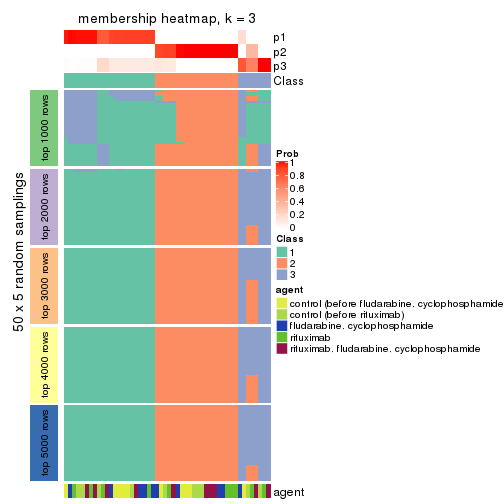 membership heatmap, k = 3
p1
p2
p3
Class
50 x 5 random samplings
top 1000 rows
top 2000 rows
top 3000 rows
top 4000 rows
top 5000 rows
Prob
1
0.8
0.6
0.4
0.2
0
Class
1
2
3
agent
control (before fludarabine. cyclophosphamide
control (before rituximab)
fludarabine. cyclophosphamide
rituximab
rituximab. fludarabine. cyclophosphamide
agent